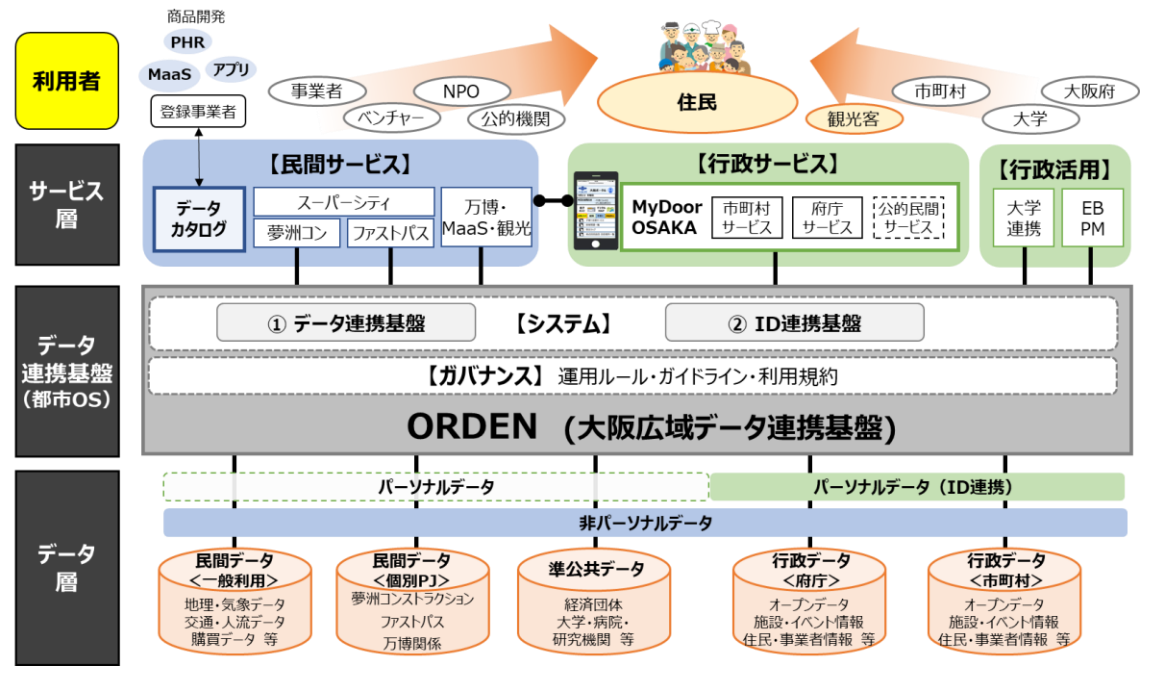 商品開発
PHR
MaaS
アプリ
登録事業者
利用者
事業者
ベンチャー
NPO
公的機関
住民
観光客
市町村
大学
大阪府
サービス
層
【民間サービス】
データ
カタログ
スーパーシティ
夢洲コン
ファストパス
万博・
MaaS・観光
【行政サービス】
MyDoor
OSAKA
市町村
サービス
府庁
サービス
公的民間
サービス
【行政活用】
大学
連携
EB
PM
データ
連携基盤
（都市OS）
① データ連携基盤
【システム】
② ID連携基盤
【ガバナンス】 運用ルール・ガイドライン・利用規約
ORDEN （大阪広域データ連携基盤）
データ
層
パーソナルデータ
パーソナルデータ（ID連携）
非パーソナルデータ
民間データ
＜一般利用＞
地理・気象データ
交通・人流データ
購買データ 等
民間データ
＜個別PJ＞
夢洲コンストラクション
ファストパス
万博関係
準公共データ
経済団体
大学・病院・
研究機関 等
行政データ
＜府庁＞
オープンデータ
施設・イベント情報
住民・事業者情報 等
行政データ
＜市町村＞
オープンデータ
施設・イベント情報
住民・事業者情報 等